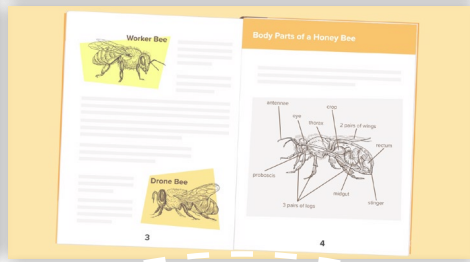 Worker Bee
Drone Bee
3
Body Parts of a Honey Bee
antennae
eye
thorax
crop
2 pairs of wings
rectum
proboscis
3 pairs of legs
midgut
stinger
4